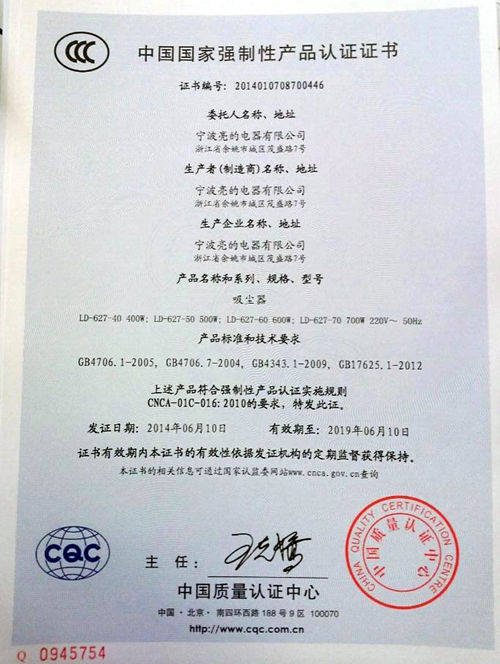 CCC
中国国家强制性产品认证证书
证书编号: 2014010708700446
委托人名称、地址
宁波亮的电器有限公司
浙江省余姚市城区茂盛路7号
生产者(制造商)名称、地址
宁波亮的电器有限公司
浙江省余姚市城区茂盛路7号
生产企业名称、地址
宁波亮的电器有限公司
浙江省余姚市城区茂盛路7号
产品名称和系列、规格、型号
吸尘器
LD-627-40 400W; LD-627-50 500W; LD-627-60 600W; LD-627-70 700W 220V～ 50Hz
产品标准和技术要求
GB4706.1-2005, GB4706.7-2004, GB4343.1-2009, GB17625.1-2012
上述产品符合强制性产品认证实施规则
CNCA-01C-016:2010的要求，特发此证。
发证日期: 2014年06月10日 有效期至: 2019年06月10日
证书有效期内本证书的有效性依据发证机构的定期监督获得保持。
本证书的相关信息可通过国家认监委网站www.cnca.gov.cn查询
CQC
主 任:
中国质量认证中心
中国・北京・南四环西路 188 号 9 区 100070
http://www.cqc.com.cn
CHINA QUALITY CERTIFICATION CENTRE
中国质量认证中心
Q 0945754